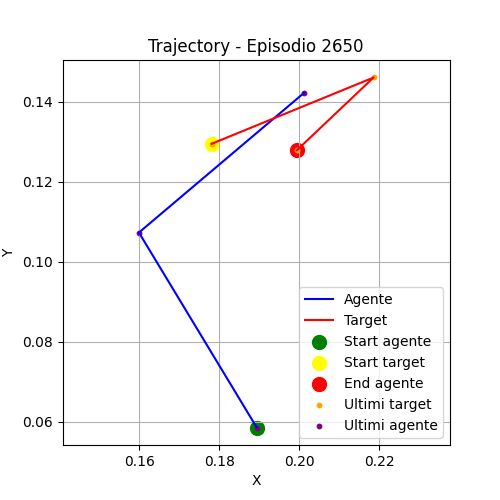 Trajectory - Episodio 2650
0.14
0.12
0.10
0.08
0.06
Y
0.16
0.18
0.20
0.22
X
Agente
Target
Start agente
Start target
End agente
Ultimi target
Ultimi agente